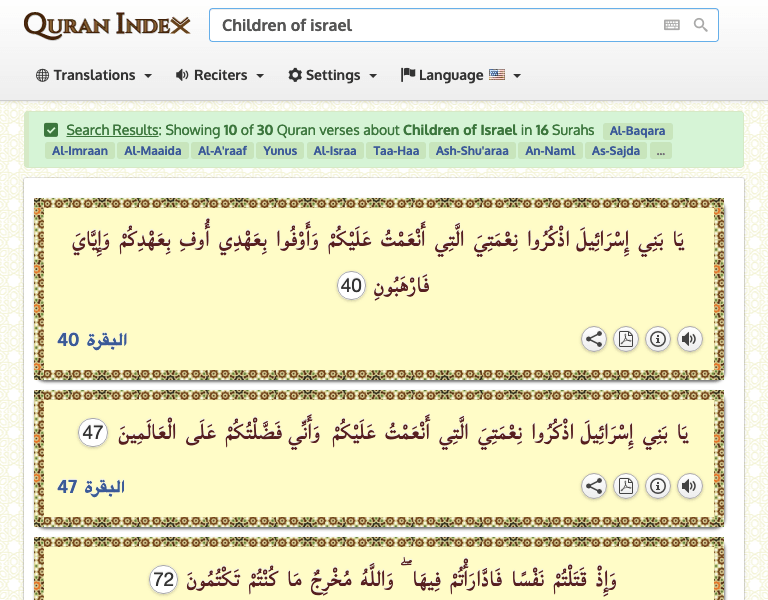 QURAN INDEX
Children of israel
Translations Reciters Settings Language
Search Results: Showing 10 of 30 Quran verses about Children of Israel in 16 Surahs Al-Baqara
Al-Imraan Al-Maaida Al-A'raaf Yunus Al-Israa Taa-Haa Ash-Shu'araa An-Naml As-Sajda ...
يَا بَنِي إِسْرَائِيلَ اذْكُرُوا نِعْمَتِيَ الَّتِي أَنْعَمْتُ عَلَيْكُمْ وَأَوْفُوا بِعَهْدِي أُوفِ بِعَهْدِكُمْ وَإِيَّايَ
فَارْهَبُونِ 40
البقرة 40
يَا بَنِي إِسْرَائِيلَ اذْكُرُوا نِعْمَتِيَ الَّتِي أَنْعَمْتُ عَلَيْكُمْ وَأَنِّي فَضَّلْتُكُمْ عَلَى الْعَالَمِينَ 47
البقرة 47
وَإِذْ قَتَلْتُمْ نَفْسًا فَادَّارَأْتُمْ فِيهَا ۖ وَاللَّهُ مُخْرِجٌ مَا كُنْتُمْ تَكْتُمُونَ 72